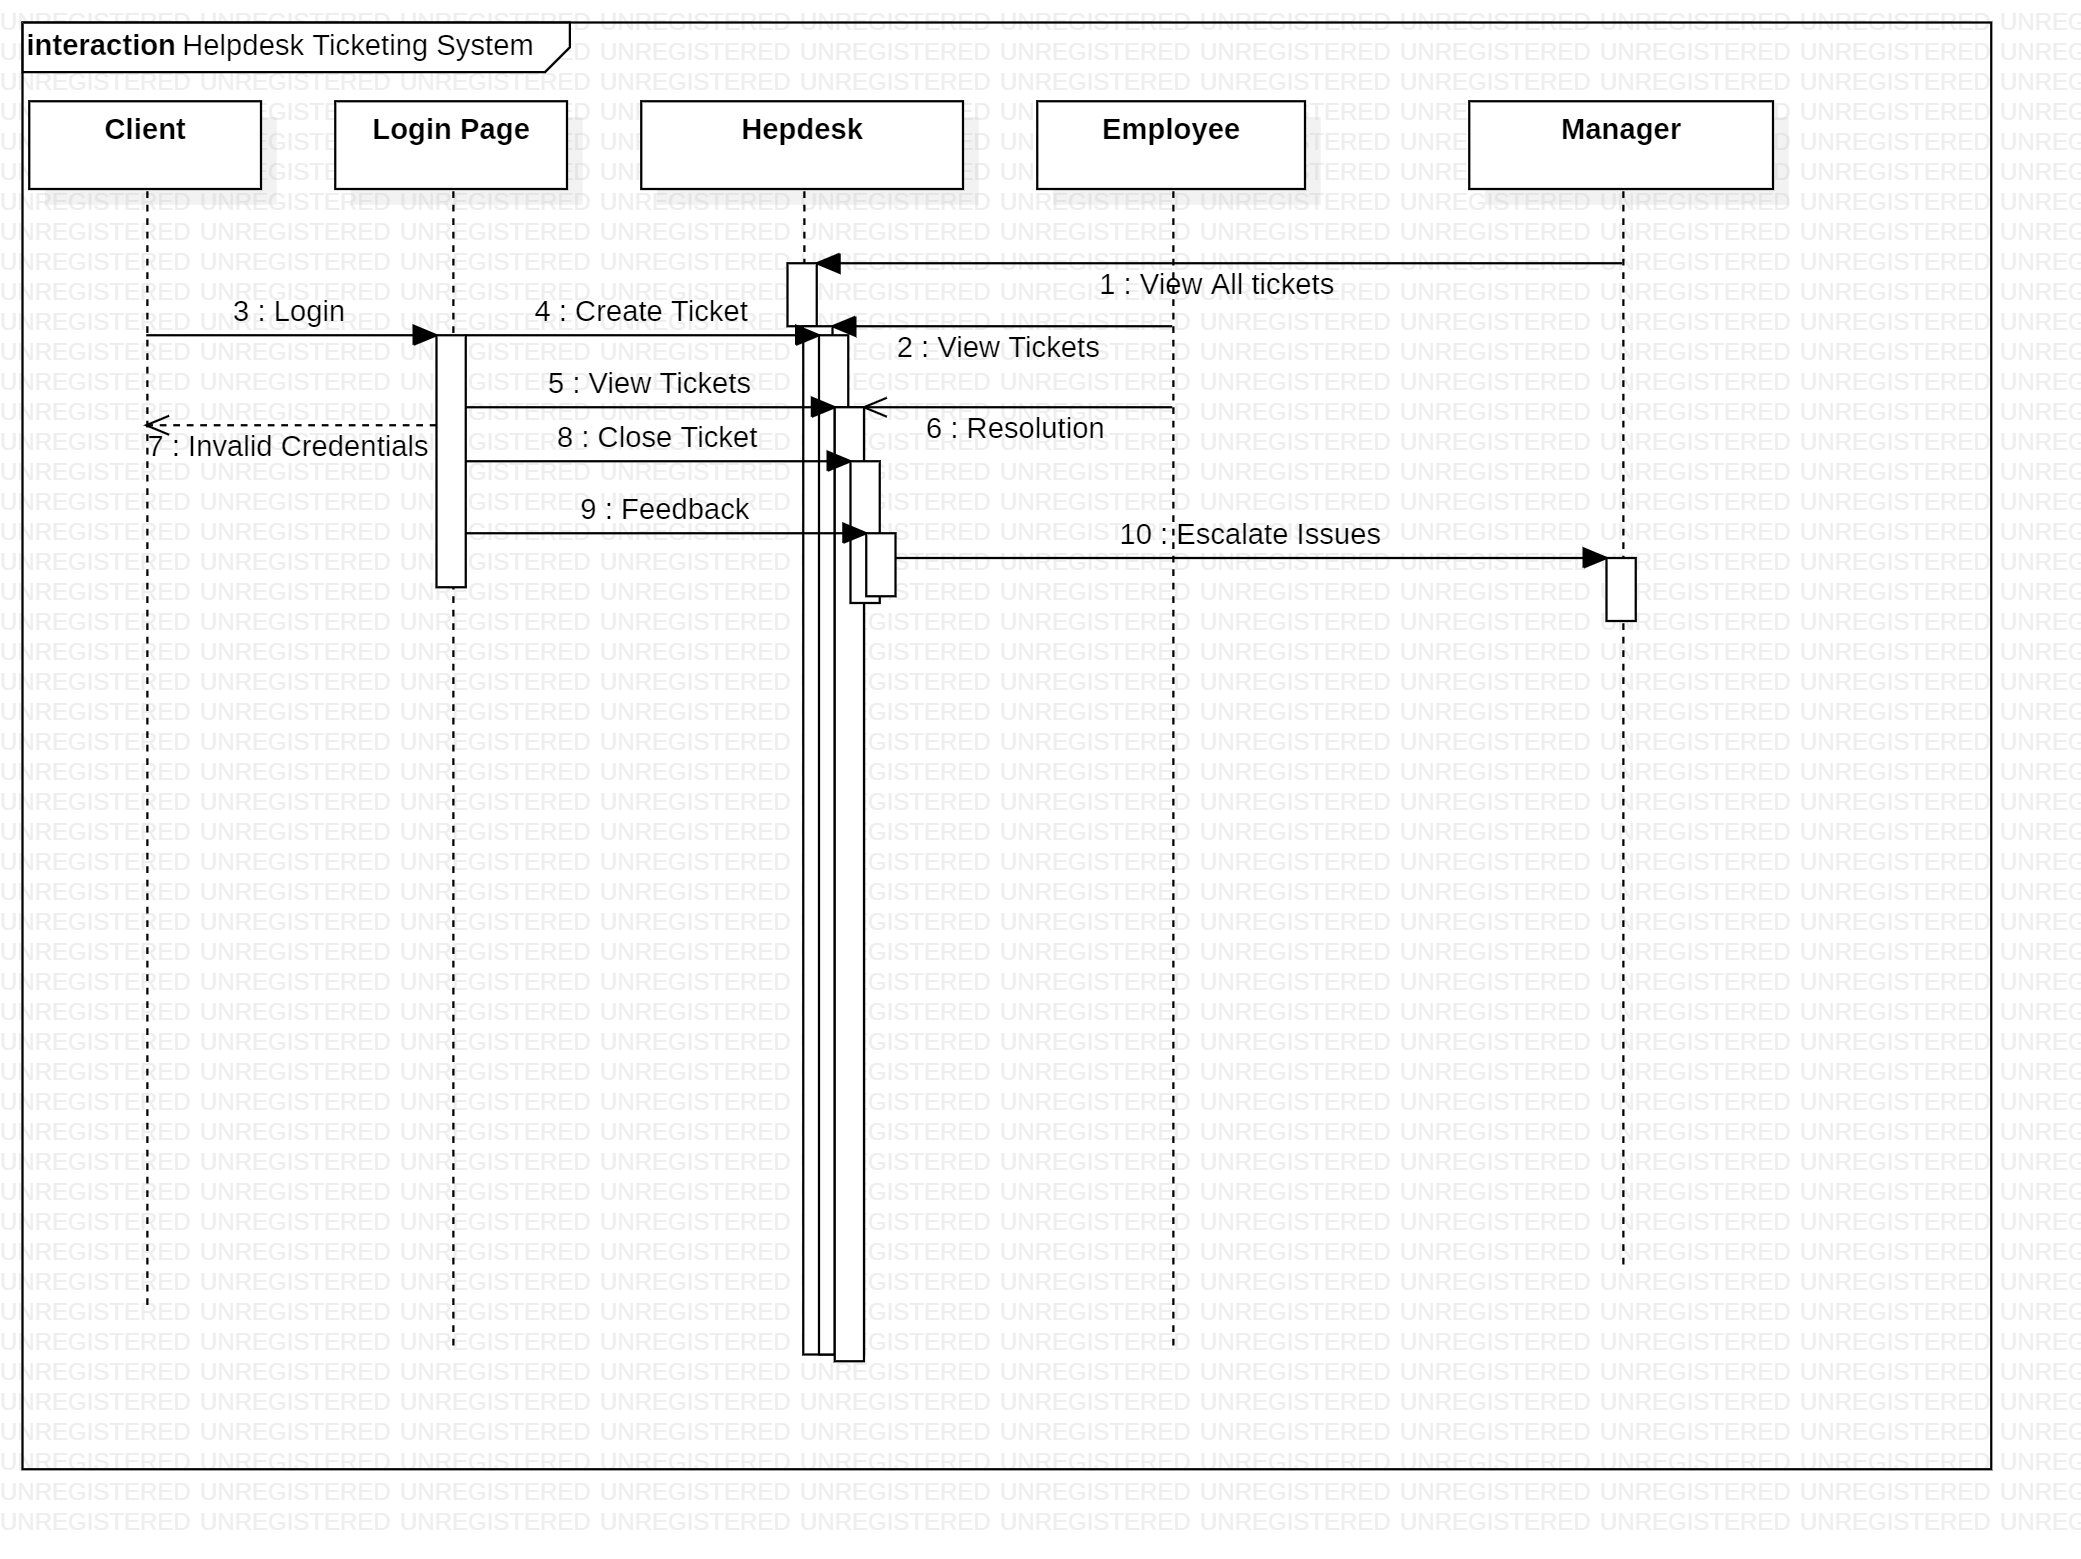 interaction Helpdesk Ticketing System
Client
Login Page
Hepdesk
Employee
Manager
1 : View All tickets
3 : Login
4 : Create Ticket
2 : View Tickets
5 : View Tickets
6 : Resolution
7 : Invalid Credentials
8 : Close Ticket
9 : Feedback
10 : Escalate Issues
UNREGISTERED